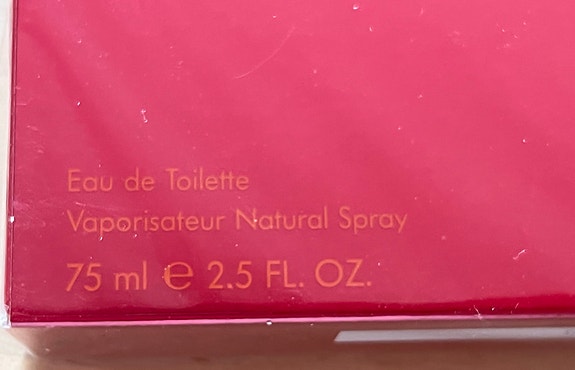 Eau de Toilette
Vaporisateur Natural Spray
75 ml ℮ 2.5 FL. OZ.